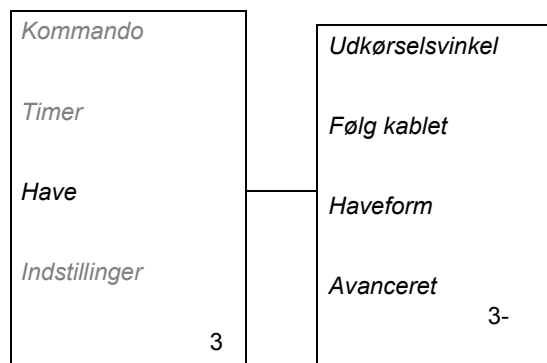 Kommando
Timer
Have
Indstillinger
3
Udkørselsvinkel
Følg kablet
Haveform
Avanceret
3-